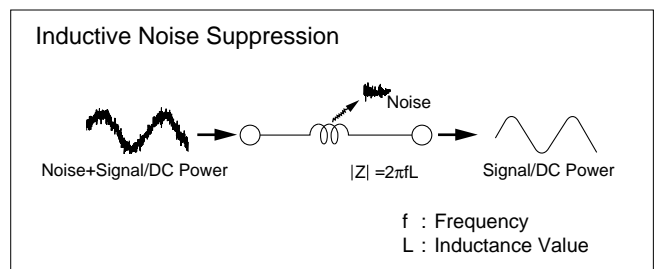 Inductive Noise Suppression
Noise
Noise+Signal/DC Power
|Z| =2πfL
Signal/DC Power
f : Frequency
L : Inductance Value